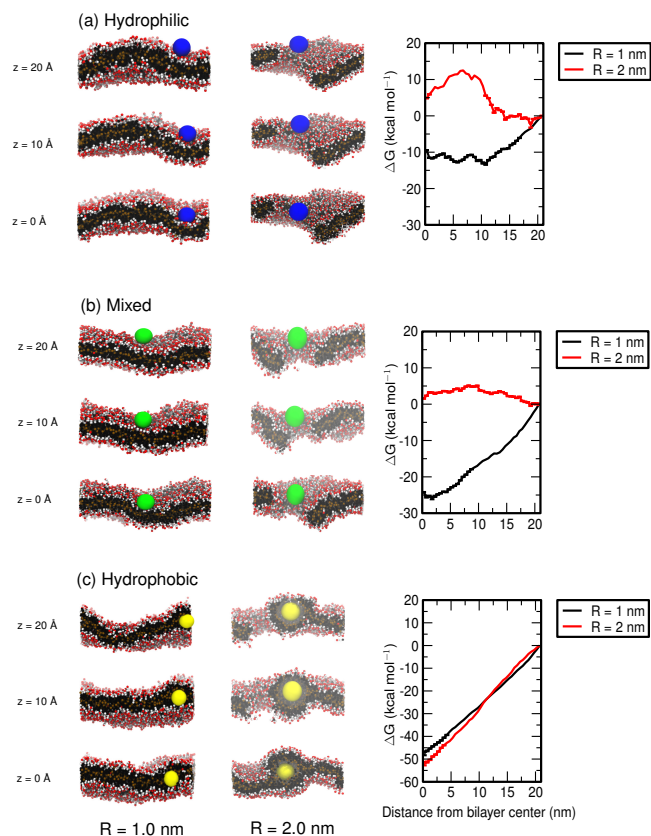 (a) Hydrophilic
z = 20 Å
z = 10 Å
z = 0 Å
20
10
0
-10
-20
-30
ΔG (kcal mol⁻¹)
0 5 10 15 20
R = 1 nm
R = 2 nm
(b) Mixed
z = 20 Å
z = 10 Å
z = 0 Å
20
10
0
-10
-20
-30
ΔG (kcal mol⁻¹)
0 5 10 15 20
R = 1 nm
R = 2 nm
(c) Hydrophobic
z = 20 Å
z = 10 Å
z = 0 Å
20
10
0
-10
-20
-30
-40
-50
-60
ΔG (kcal mol⁻¹)
0 5 10 15 20
Distance from bilayer center (nm)
R = 1 nm
R = 2 nm
R = 1.0 nm
R = 2.0 nm